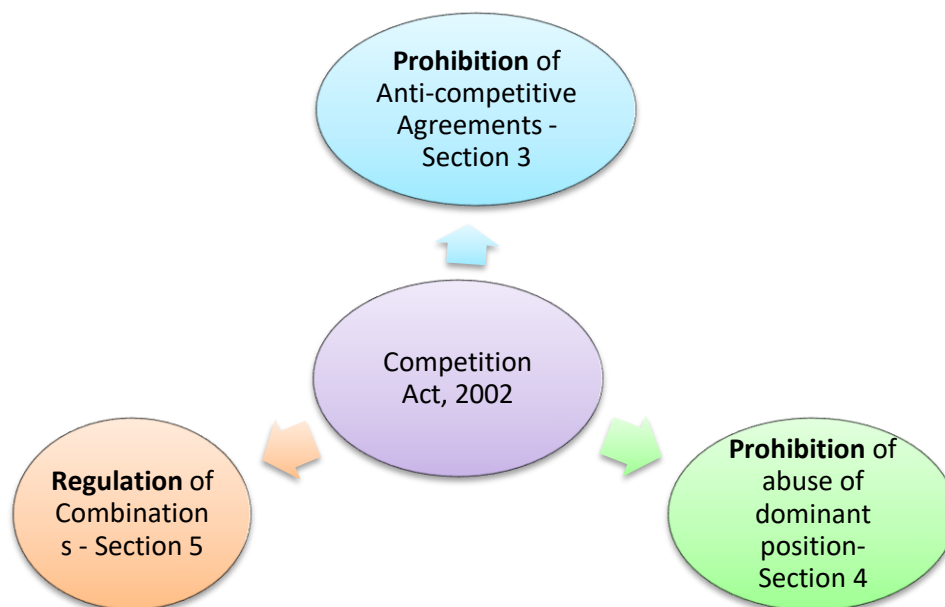 Prohibition of
Anti-competitive
Agreements -
Section 3
Competition
Act, 2002
Regulation of
Combination
s - Section 5
Prohibition of
abuse of
dominant
position-
Section 4